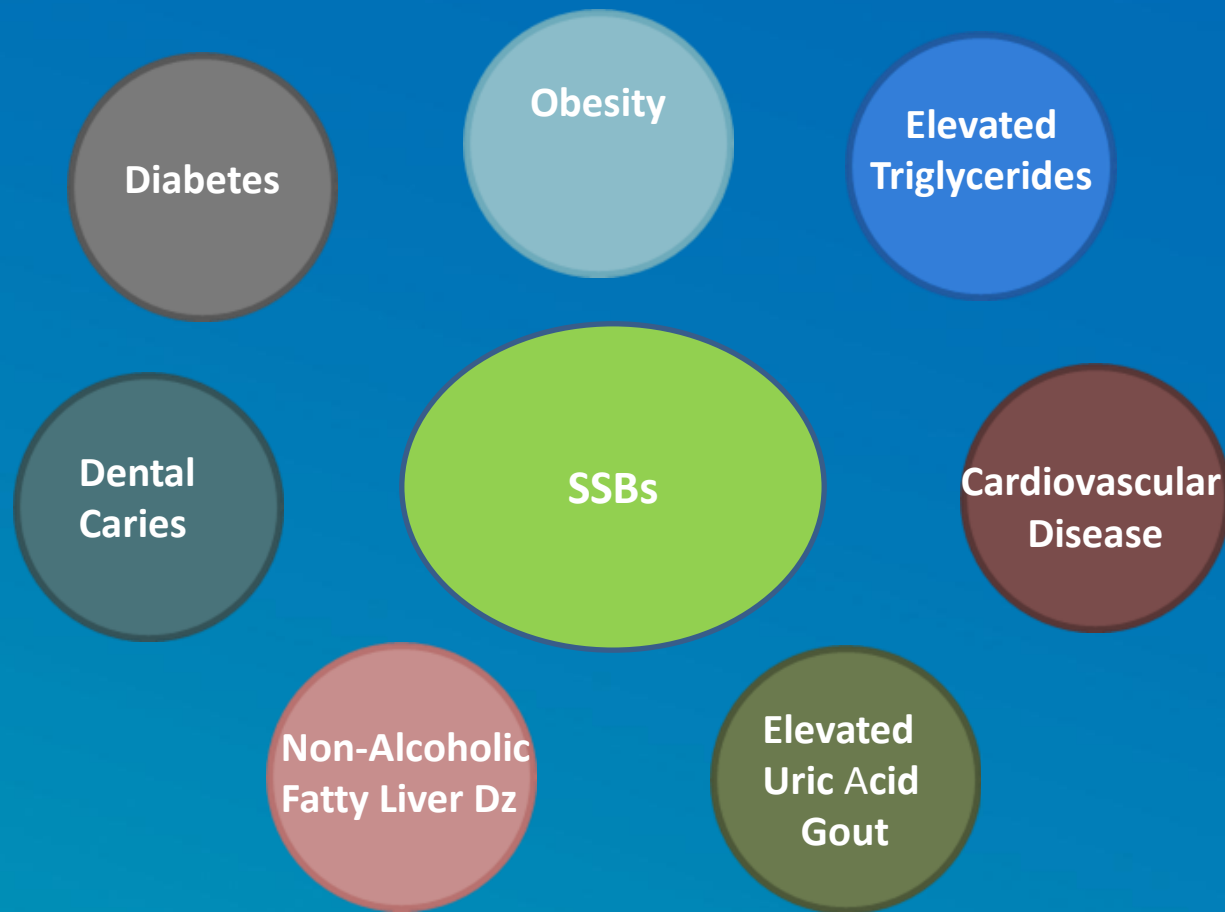 Obesity
Elevated
Triglycerides
Diabetes
Dental
Caries
SSBs
Cardiovascular
Disease
Non-Alcoholic
Fatty Liver Dz
Elevated
Uric Acid
Gout